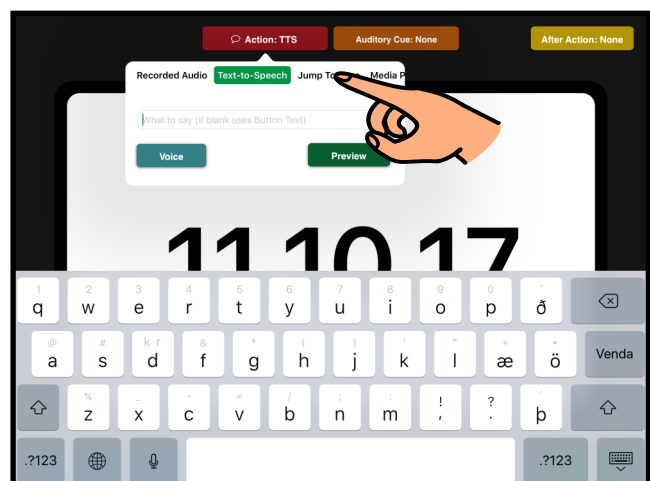 Action: TTS
Auditory Cue: None
After Action: None
Recorded Audio Text-to-Speech Jump To Media P
What to say (if blank uses Button Text)
Voice Preview
11 10 17
1 2 3 4 5 6 7 8 9 0 ´
q w e r t y u i o p ð
@ # k r & * ( ) ' " + •
a s d f g h j k l æ ö Venda
% _ - = / ; : ! ? ´
z x c v b n m , . þ
.?123 .?123